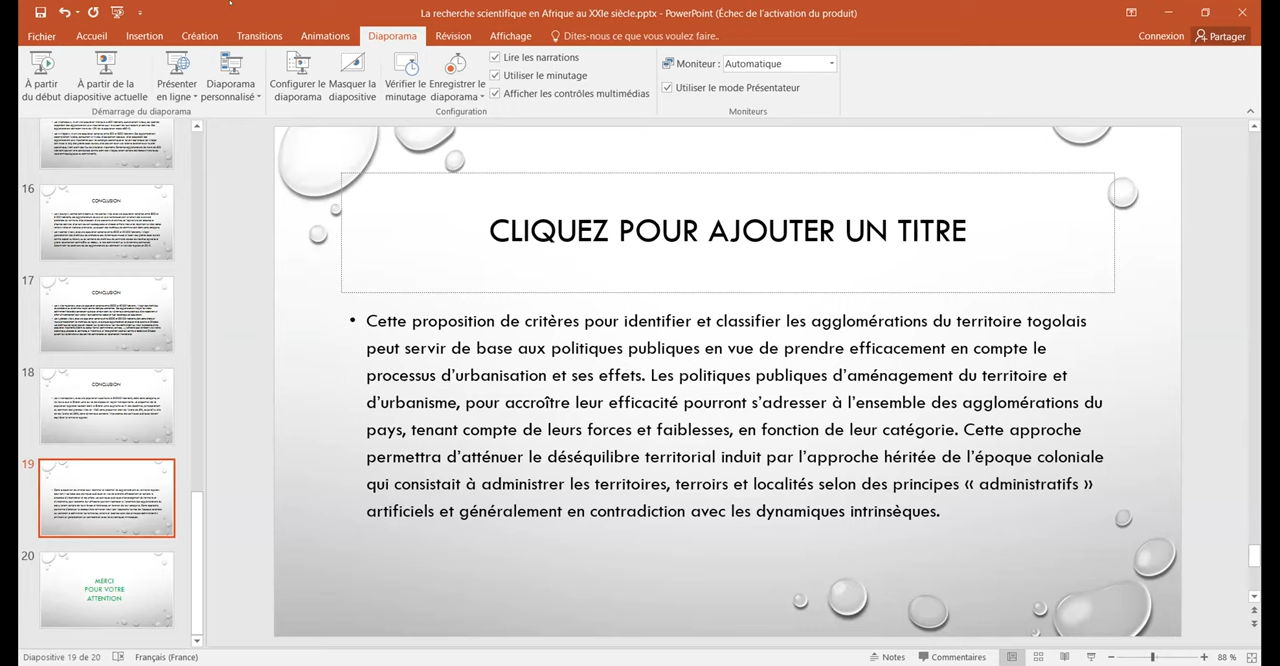 La recherche scientifique en Afrique au XXIe siècle.pptx - PowerPoint (Échec de l'activation du produit)
Fichier Accueil Insertion Création Transitions Animations Diaporama Révision Affichage Dites-nous ce que vous voulez faire.. Connexion Partager
À partir du début
À partir de la diapositive actuelle
Présenter en ligne
Diaporama personnalisé
Configurer le diaporama
Masquer la diapositive
Vérifier le minutage
Enregistrer le diaporama
Lire les narrations
Utiliser le minutage
Afficher les contrôles multimédias
Moniteur : Automatique
Utiliser le mode Présentateur
Démarrage du diaporama Configuration Moniteurs
16
CONCLUSION
17
CONCLUSION
18
CONCLUSION
19
20
MERCI
POUR VOTRE
ATTENTION
CLIQUEZ POUR AJOUTER UN TITRE
• Cette proposition de critères pour identifier et classifier les agglomérations du territoire togolais
peut servir de base aux politiques publiques en vue de prendre efficacement en compte le
processus d'urbanisation et ses effets. Les politiques publiques d'aménagement du territoire et
d'urbanisme, pour accroître leur efficacité pourront s'adresser à l'ensemble des agglomérations du
pays, tenant compte de leurs forces et faiblesses, en fonction de leur catégorie. Cette approche
permettra d'atténuer le déséquilibre territorial induit par l'approche héritée de l'époque coloniale
qui consistait à administrer les territoires, terroirs et localités selon des principes « administratifs »
artificiels et généralement en contradiction avec les dynamiques intrinsèques.
Diapositive 19 de 20 Français (France) Notes Commentaires 88 %